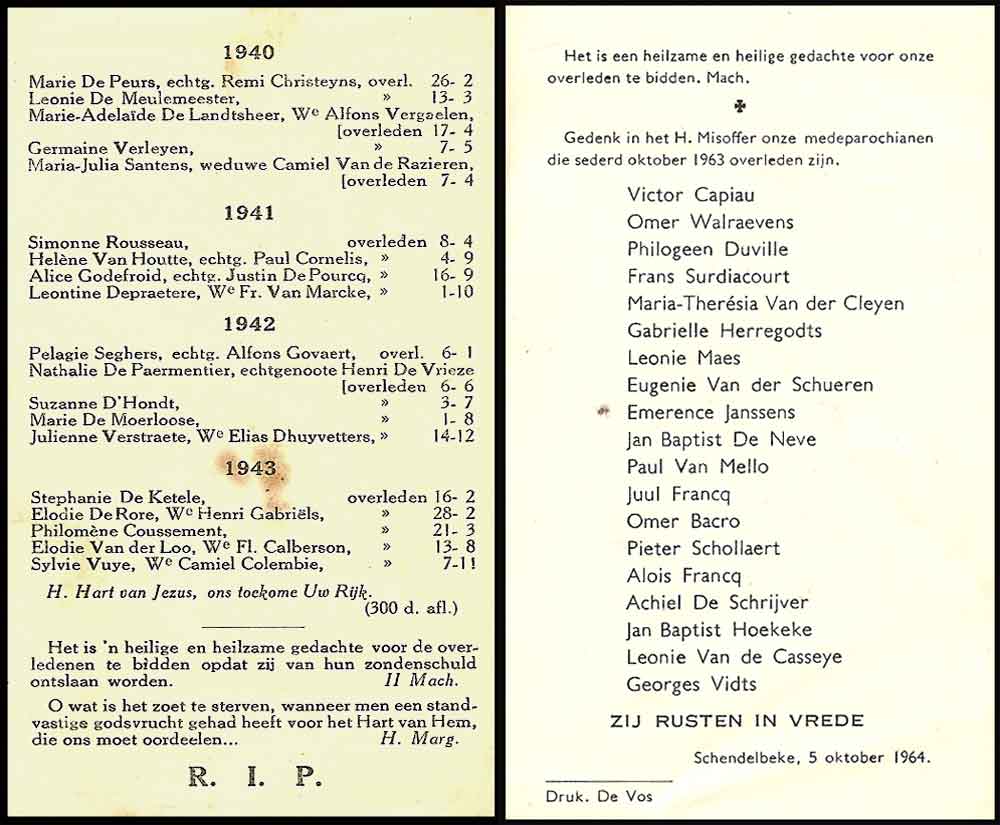 1940
Marie De Peurs, echtg. Remi Christeyns, overl. 26- 2
Leonie De Meulemeester, » 13- 3
Marie-Adelaïde De Landtsheer, We Alfons Vergaelen,
[overleden 17- 4
Germaine Verleyen, » 7- 5
Maria-Julia Santens, weduwe Camiel Van de Razieren,
[overleden 7- 4
1941
Simonne Rousseau, overleden 8- 4
Helène Van Houtte, echtg. Paul Cornelis, » 4- 9
Alice Godefroid, echtg. Justin De Pourcq, » 16- 9
Leontine Depraetere, We Fr. Van Marcke, » 1-10
1942
Pelagie Seghers, echtg. Alfons Govaert, overl. 6- 1
Nathalie De Paermentier, echtgenoote Henri De Vrieze
[overleden 6- 6
Suzanne D'Hondt, » 3- 7
Marie De Moerloose, » 1- 8
Julienne Verstraete, We Elias Dhuyvetters, » 14-12
1943
Stephanie De Ketele, overleden 16- 2
Elodie De Rore, We Henri Gabriëls, » 28- 2
Philomène Coussement, » 21- 3
Elodie Van der Loo, We Fl. Calberson, » 13- 8
Sylvie Vuye, We Camiel Colembie, » 7-11
H. Hart van Jezus, ons toekome Uw Rijk.
(300 d. afl.)
Het is 'n heilige en heilzame gedachte voor de over-
ledenen te bidden opdat zij van hun zondenschuld
ontslaan worden. II Mach.
O wat is het zoet te sterven, wanneer men een stand-
vastige godsvrucht gehad heeft voor het Hart van Hem,
die ons moet oordeelen... H. Marg.
R. I. P.
Het is een heilzame en heilige gedachte voor onze
overleden te bidden. Mach.
Gedenk in het H. Misoffer onze medeparochianen
die sederd oktober 1963 overleden zijn.
Victor Capiau
Omer Walraevens
Philogeen Duville
Frans Surdiacourt
Maria-Therésia Van der Cleyen
Gabrielle Herregodts
Leonie Maes
Eugenie Van der Schueren
Emerence Janssens
Jan Baptist De Neve
Paul Van Mello
Juul Francq
Omer Bacro
Pieter Schollaert
Alois Francq
Achiel De Schrijver
Jan Baptist Hoekeke
Leonie Van de Casseye
Georges Vidts
ZIJ RUSTEN IN VREDE
Schendelbeke, 5 oktober 1964.
Druk. De Vos